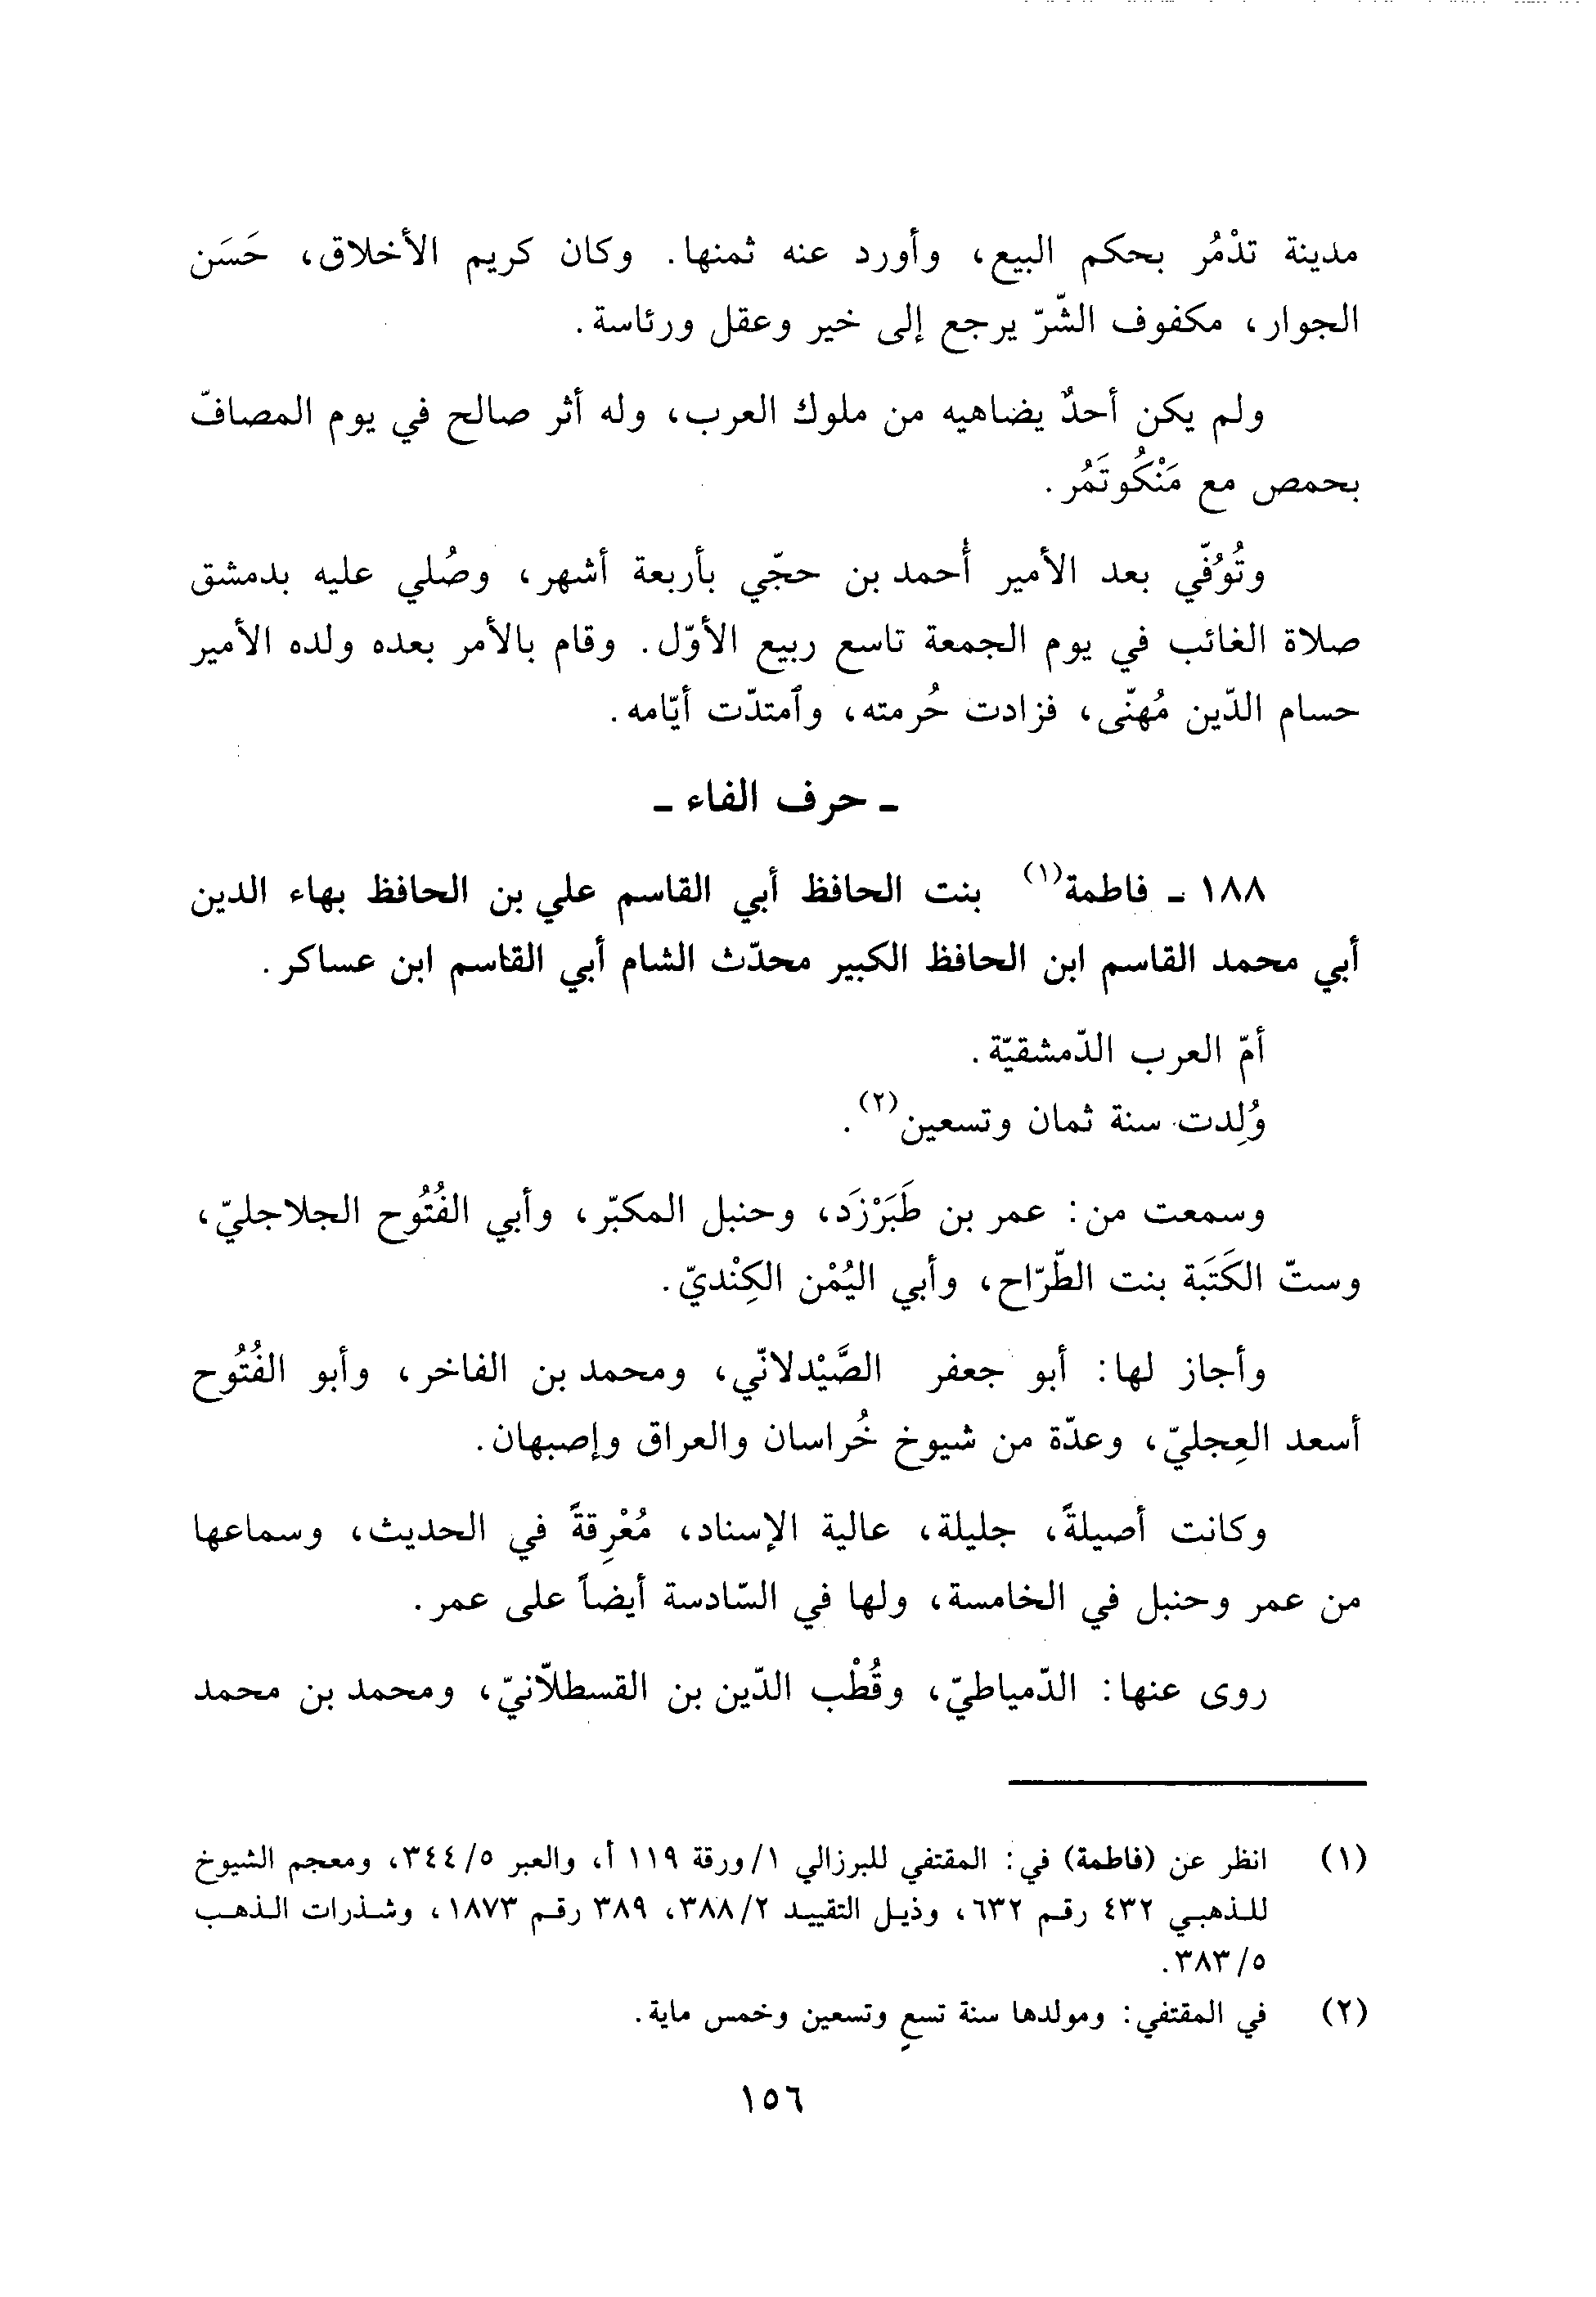 مدينة تدْمُر بحكم البيع، وأورد عنه ثمنها. وكان كريم الأخلاق، حَسَن
الجوار، مكفوف الشّرّ يرجع إلى خير وعقل ورئاسة.
ولم يكن أحدٌ يضاهيه من ملوك العرب، وله أثر صالح في يوم المصافّ
بحمص مع مَنْكُوتَمُر.
وتُوُفّي بعد الأمير أحمد بن حجّي بأربعة أشهر، وصُلي عليه بدمشق
صلاة الغائب في يوم الجمعة تاسع ربيع الأوّل. وقام بالأمر بعده ولده الأمير
حسام الدّين مُهنّى، فزادت حُرمته، وٱمتدّت أيّامه.
ـ حرف الفاء ـ
١٨٨ ـ فاطمة(١) بنت الحافظ أبي القاسم علي بن الحافظ بهاء الدين
أبي محمد القاسم ابن الحافظ الكبير محدّث الشام أبي القاسم ابن عساكر.
أمّ العرب الدّمشقيّة.
وُلِدت سنة ثمان وتسعين(٢).
وسمعت من: عمر بن طَبَرْزَد، وحنبل المكبّر، وأبي الفُتُوح الجلاجليّ،
وستّ الكَتَبَة بنت الطّرّاح، وأبي اليُمْن الكِنْديّ.
وأجاز لها: أبو جعفر الصَّيْدلانّي، ومحمد بن الفاخر، وأبو الفُتُوح
أسعد العِجليّ، وعدّة من شيوخ خُراسان والعراق وإصبهان.
وكانت أصيلةً، جليلة، عالية الإسناد، مُعْرِقةً في الحديث، وسماعها
من عمر وحنبل في الخامسة، ولها في السّادسة أيضاً على عمر.
روى عنها: الدّمياطيّ، وقُطْب الدّين بن القسطلاّنيّ، ومحمد بن محمد
(١) انظر عن (فاطمة) في: المقتفي للبرزالي ١/ورقة ١١٩ أ، والعبر ٥/٣٤٤، ومعجم الشيوخ
للذهبي ٤٣٢ رقم ٦٣٢، وذيل التقييد ٢/٣٨٨، ٣٨٩ رقم ١٨٧٣، وشذرات الذهب
٥/٣٨٣.
(٢) في المقتفي: ومولدها سنة تسعٍ وتسعين وخمس ماية.
١٥٦